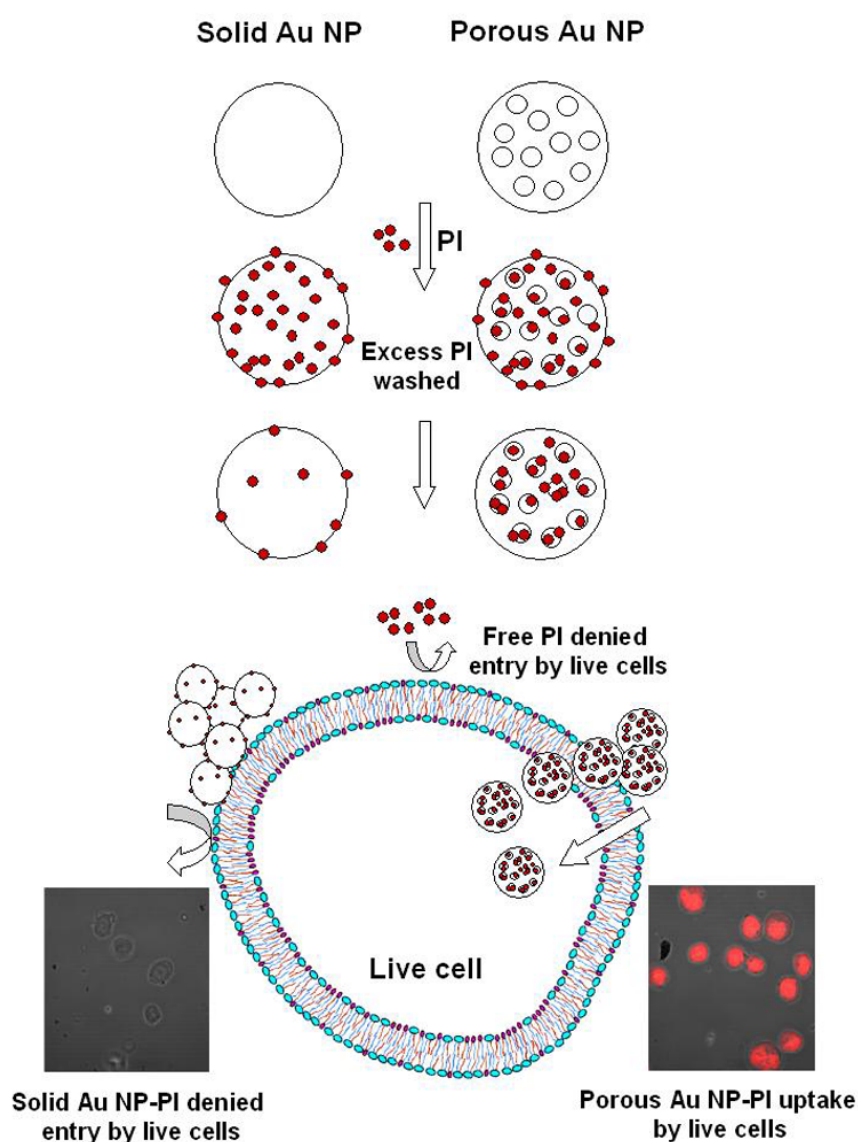 Solid Au NP
Porous Au NP
PI
Excess PI
washed
Free PI denied
entry by live cells
Live cell
Solid Au NP-PI denied
entry by live cells
Porous Au NP-PI uptake
by live cells